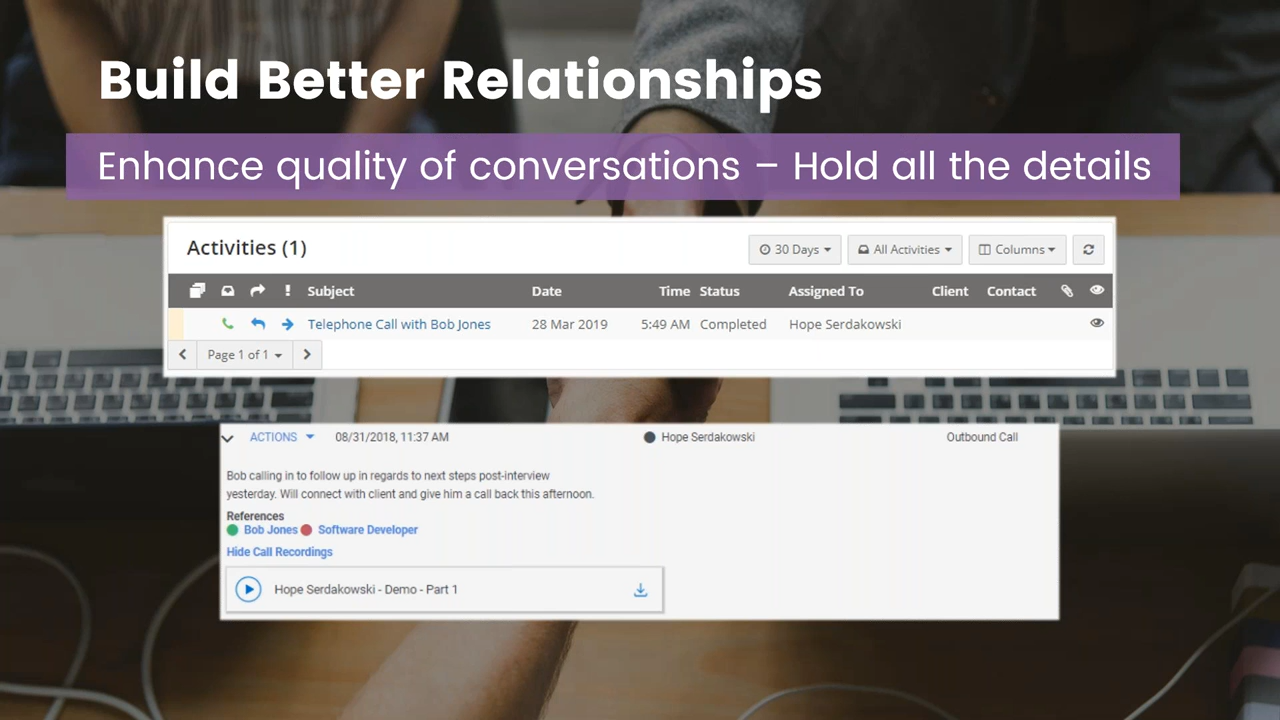 Build Better Relationships
Enhance quality of conversations – Hold all the details
Activities (1)
30 Days
All Activities
Columns
Subject Date Time Status Assigned To Client Contact
Telephone Call with Bob Jones 28 Mar 2019 5:49 AM Completed Hope Serdakowski
Page 1 of 1
ACTIONS 08/31/2018, 11:37 AM Hope Serdakowski Outbound Call
Bob calling in to follow up in regards to next steps post-interview
yesterday. Will connect with client and give him a call back this afternoon.
References
Bob Jones Software Developer
Hide Call Recordings
Hope Serdakowski - Demo - Part 1